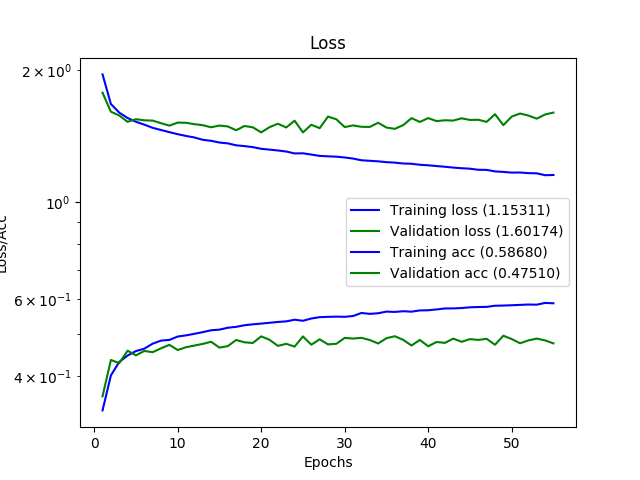 Loss
2 × 10⁰
10⁰
6 × 10⁻¹
4 × 10⁻¹
Loss/Acc
Training loss (1.15311)
Validation loss (1.60174)
Training acc (0.58680)
Validation acc (0.47510)
0 10 20 30 40 50
Epochs